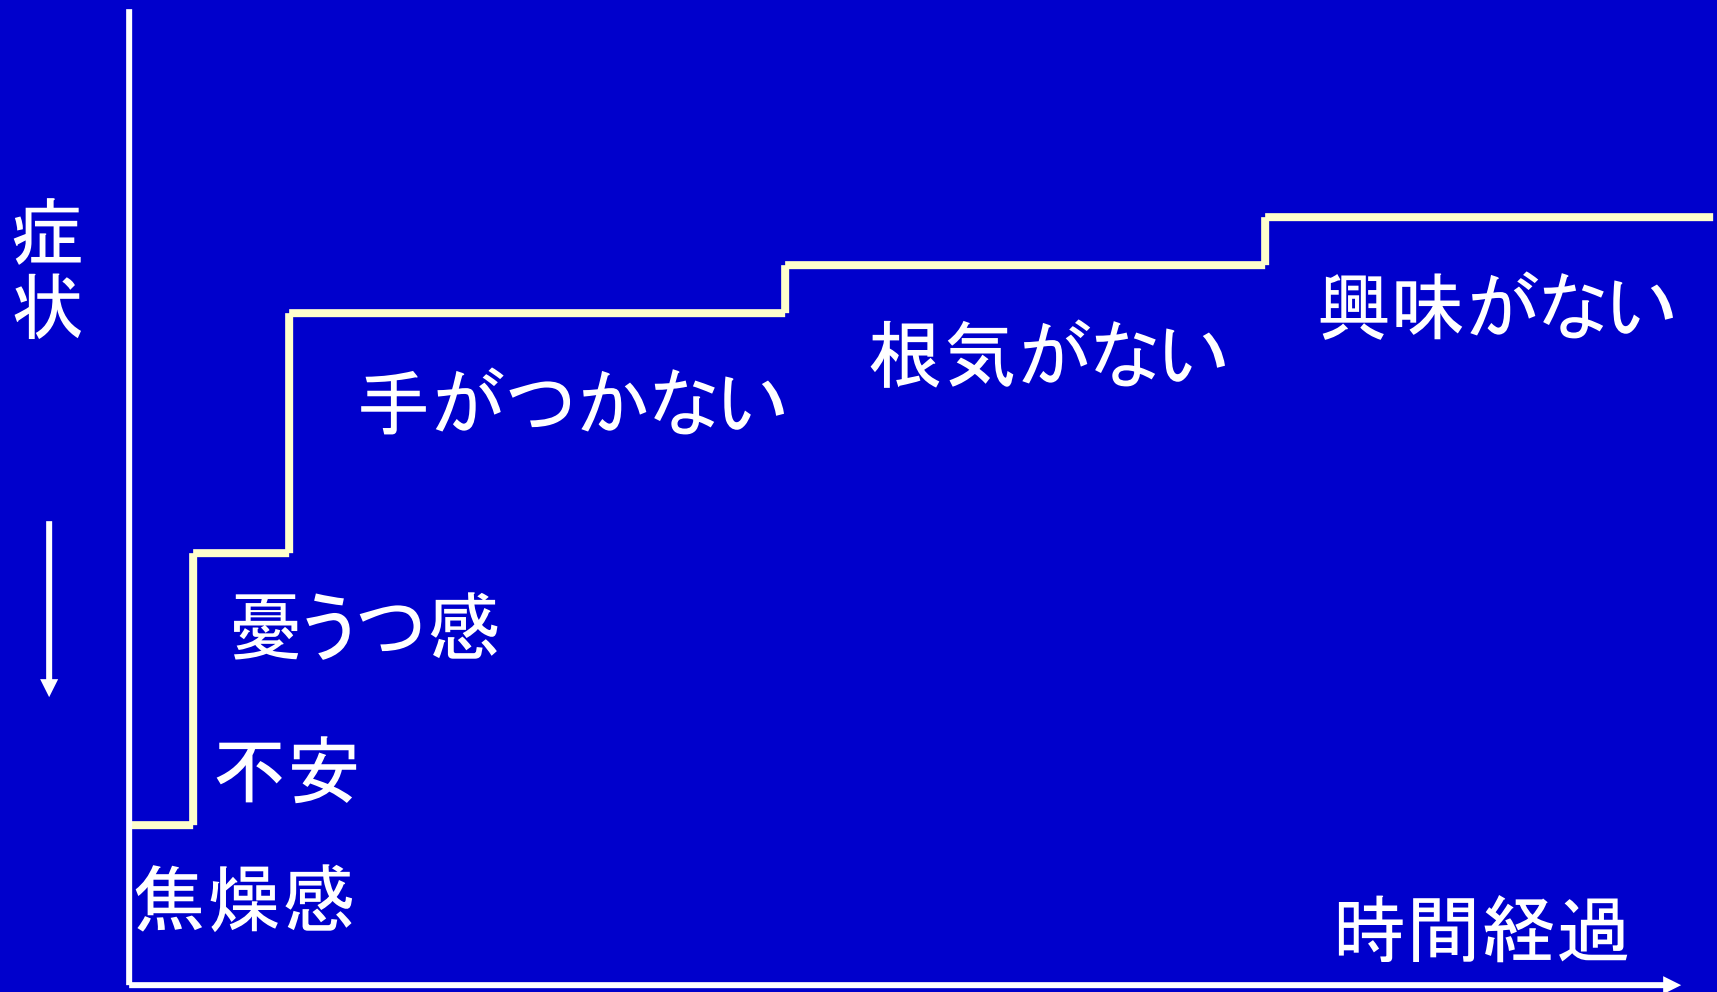 症状
興味がない
根気がない
手がつかない
憂うつ感
不安
焦燥感
時間経過